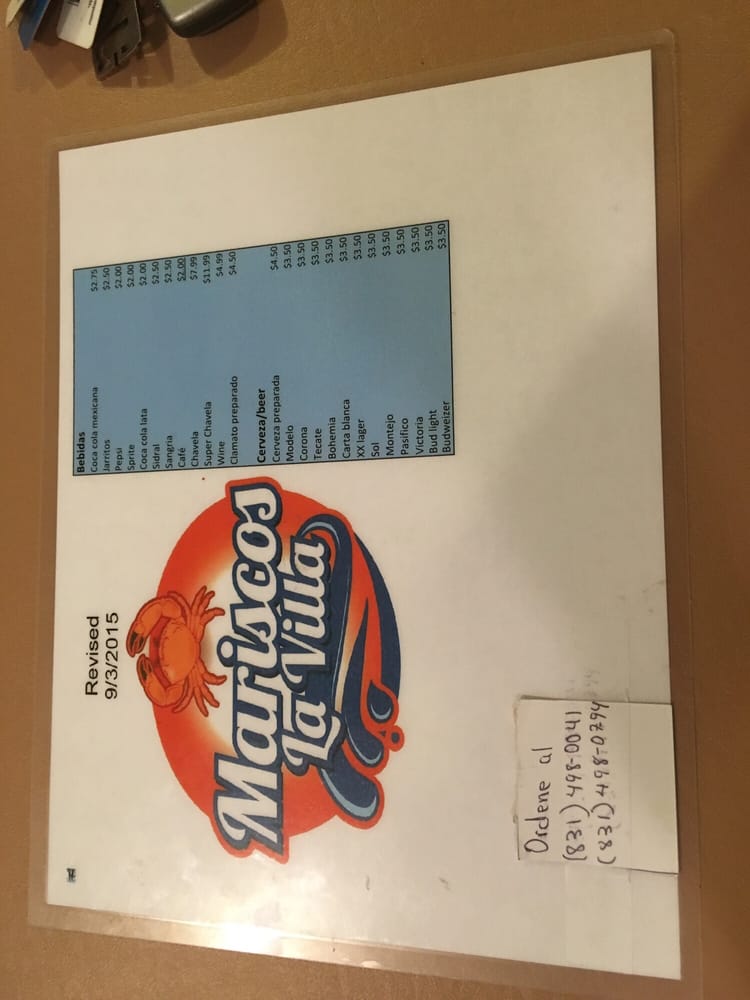 Revised
9/3/2015
Mariscos
La Villa
Bebidas
Coca cola mexicana $2.75
Jarritos $2.50
Pepsi $2.00
Sprite $2.00
Coca cola lata $2.00
Sidral $2.50
Sangria $2.50
Café $2.00
Chavela $7.99
Super Chavela $11.99
Wine $4.99
Clamato preparado $4.50
Cerveza/beer
Cerveza preparada $4.50
Modelo $3.50
Corona $3.50
Tecate $3.50
Bohemia $3.50
Carta blanca $3.50
XX lager $3.50
Sol $3.50
Montejo $3.50
Pasifico $3.50
Victoria $3.50
Bud light $3.50
Budweizer $3.50
Ordene al
(831) 498-0041
(831) 498-0794